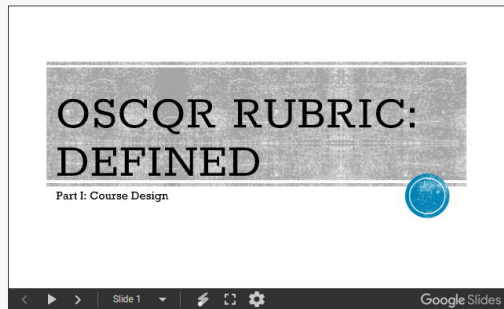 OSCQR RUBRIC:
DEFINED
Part I: Course Design
Slide 1
Google Slides